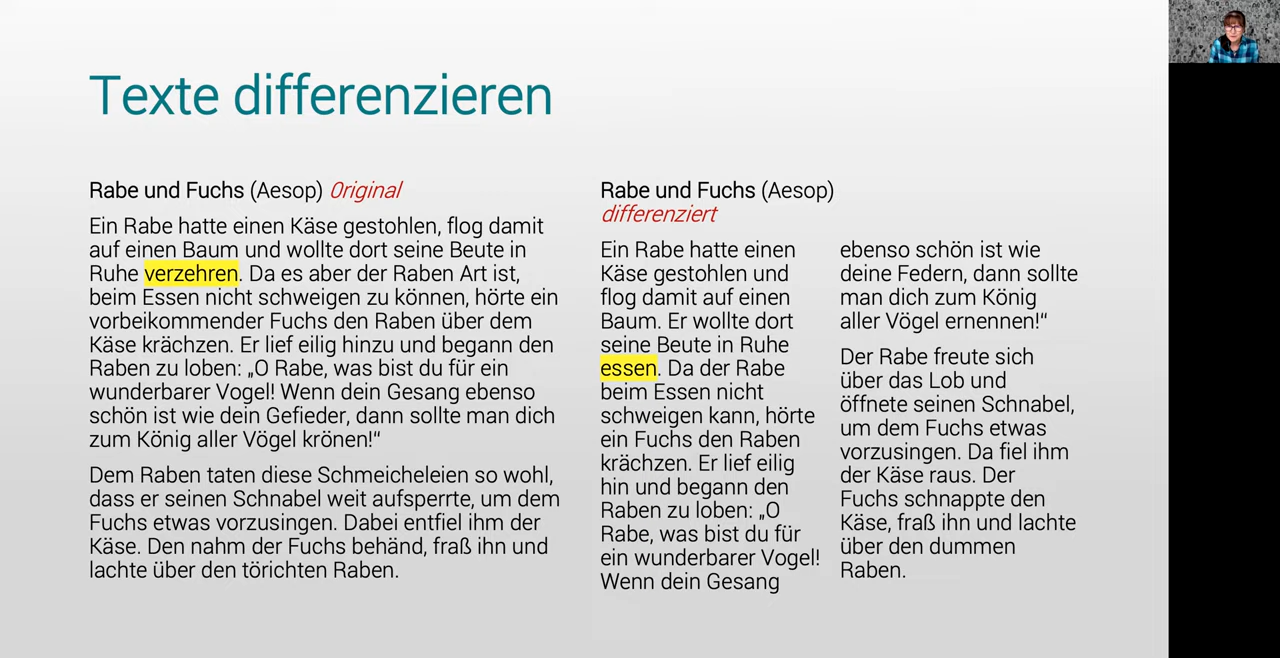 Texte differenzieren
Rabe und Fuchs (Aesop) Original
Ein Rabe hatte einen Käse gestohlen, flog damit
auf einen Baum und wollte dort seine Beute in
Ruhe verzehren. Da es aber der Raben Art ist,
beim Essen nicht schweigen zu können, hörte ein
vorbeikommender Fuchs den Raben über dem
Käse krächzen. Er lief eilig hinzu und begann den
Raben zu loben: „O Rabe, was bist du für ein
wunderbarer Vogel! Wenn dein Gesang ebenso
schön ist wie dein Gefieder, dann sollte man dich
zum König aller Vögel krönen!“
Dem Raben taten diese Schmeicheleien so wohl,
dass er seinen Schnabel weit aufsperrte, um dem
Fuchs etwas vorzusingen. Dabei entfiel ihm der
Käse. Den nahm der Fuchs behänd, fraß ihn und
lachte über den törichten Raben.
Rabe und Fuchs (Aesop)
differenziert
Ein Rabe hatte einen
Käse gestohlen und
flog damit auf einen
Baum. Er wollte dort
seine Beute in Ruhe
essen. Da der Rabe
beim Essen nicht
schweigen kann, hörte
ein Fuchs den Raben
krächzen. Er lief eilig
hin und begann den
Raben zu loben: „O
Rabe, was bist du für
ein wunderbarer Vogel!
Wenn dein Gesang
ebenso schön ist wie
deine Federn, dann sollte
man dich zum König
aller Vögel ernennen!“
Der Rabe freute sich
über das Lob und
öffnete seinen Schnabel,
um dem Fuchs etwas
vorzusingen. Da fiel ihm
der Käse raus. Der
Fuchs schnappte den
Käse, fraß ihn und lachte
über den dummen
Raben.